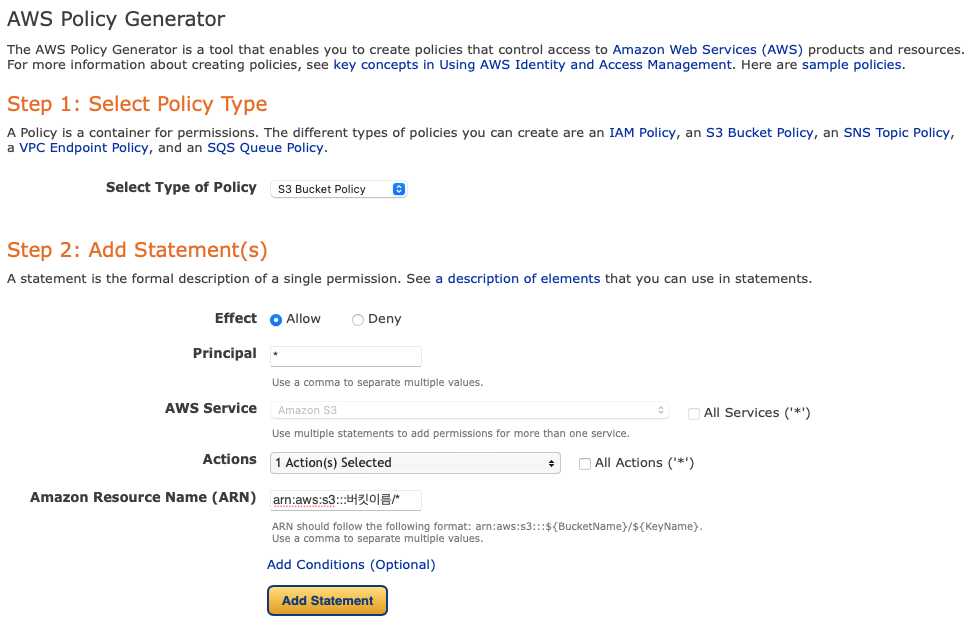 AWS Policy Generator
The AWS Policy Generator is a tool that enables you to create policies that control access to Amazon Web Services (AWS) products and resources.
For more information about creating policies, see key concepts in Using AWS Identity and Access Management. Here are sample policies.
Step 1: Select Policy Type
A Policy is a container for permissions. The different types of policies you can create are an IAM Policy, an S3 Bucket Policy, an SNS Topic Policy,
a VPC Endpoint Policy, and an SQS Queue Policy.
Select Type of Policy S3 Bucket Policy
Step 2: Add Statement(s)
A statement is the formal description of a single permission. See a description of elements that you can use in statements.
Effect Allow Deny
Principal *
Use a comma to separate multiple values.
AWS Service Amazon S3 All Services ('*')
Use multiple statements to add permissions for more than one service.
Actions 1 Action(s) Selected All Actions ('*')
Amazon Resource Name (ARN) arn:aws:s3:::버킷이름/*
ARN should follow the following format: arn:aws:s3:::${BucketName}/${KeyName}.
Use a comma to separate multiple values.
Add Conditions (Optional)
Add Statement